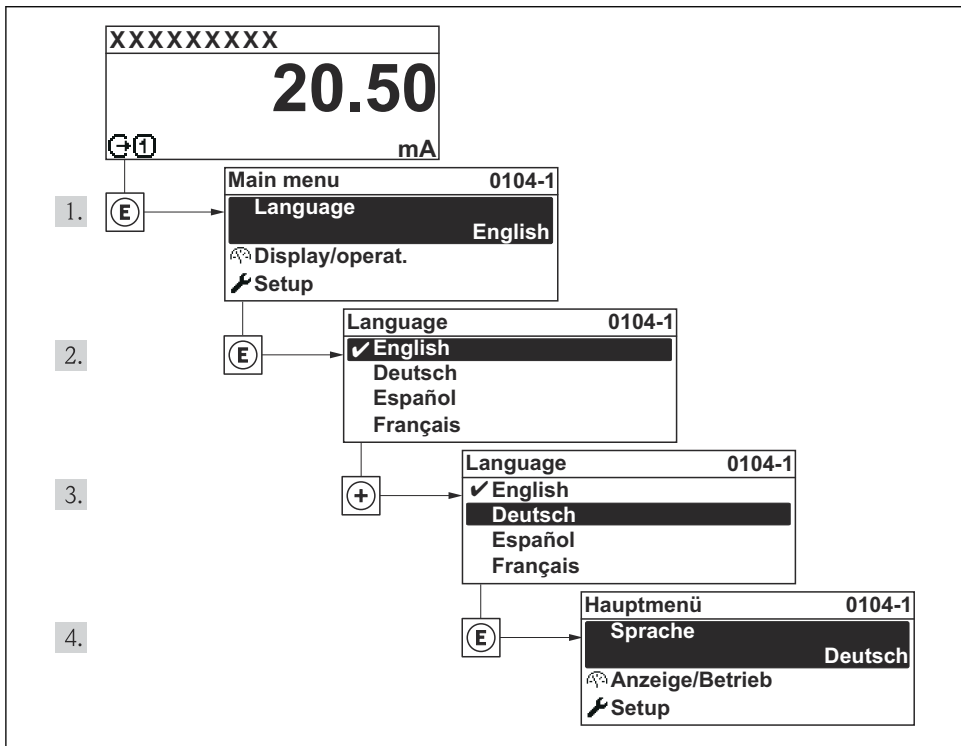 XXXXXXXXX
20.50
1 mA
Main menu 0104-1
1. E Language
English
Display/operat.
Setup
Language 0104-1
2. E ✔English
Deutsch
Español
Français
Language 0104-1
3. + ✔English
Deutsch
Español
Français
Hauptmenü 0104-1
4. E Sprache
Deutsch
Anzeige/Betrieb
Setup